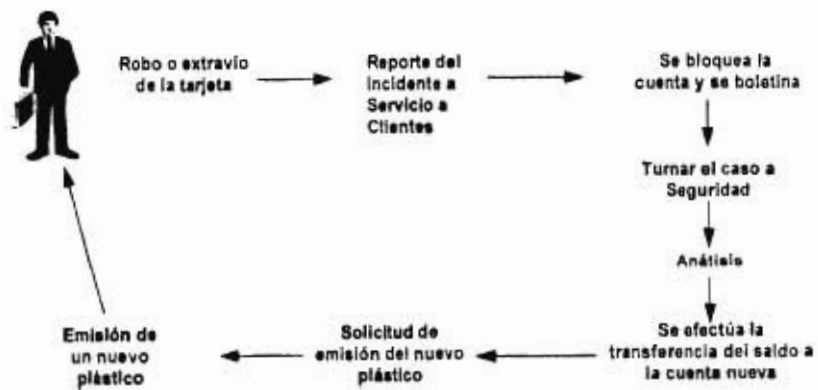 Robo o extravío
de la tarjeta
Reporte del
Incidente a
Servicio a
Clientes
Se bloquea la
cuenta y se boletina
Turnar el caso a
Seguridad
Análisis
Se efectúa la
transferencia del saldo a
la cuenta nueva
Solicitud de
emisión del nuevo
plástico
Emisión de
un nuevo
plástico